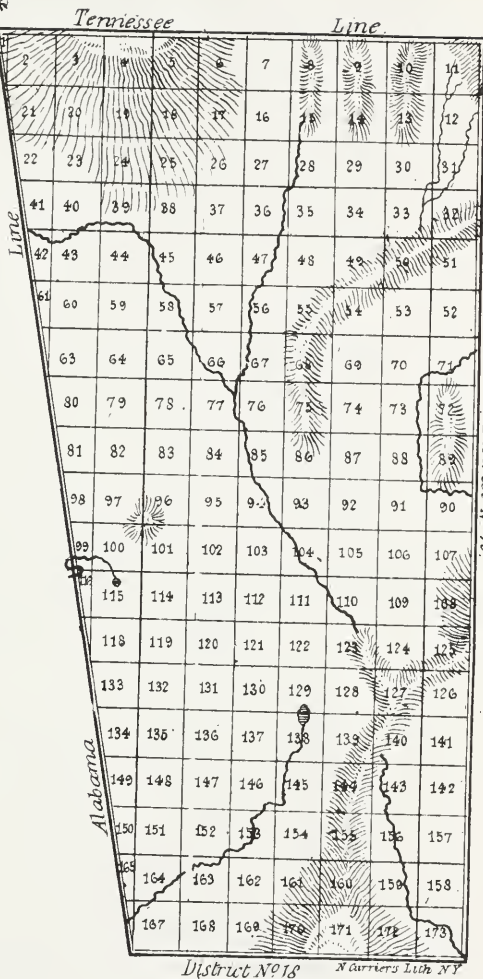 Tennessee Line
2 3 4 5 6 7 8 9 10 11
21 20 19 18 17 16 15 14 13 12
22 23 24 25 26 27 28 29 30 31
41 40 39 38 37 36 35 34 33 32
Line
42 43 44 45 46 47 48 49 50 51
61 60 59 58 57 56 55 54 53 52
63 64 65 66 67 68 69 70 71
80 79 78 77 76 75 74 73 72
81 82 83 84 85 86 87 88 89
98 97 96 95 94 93 92 91 90
99 100 101 102 103 104 105 106 107
116 115 114 113 112 111 110 109 108
118 119 120 121 122 123 124 125
133 132 131 130 129 128 127 126
134 135 136 137 138 139 140 141
Alabama
149 148 147 146 145 144 143 142
150 151 152 153 154 155 156 157
165 164 163 162 161 160 159 158
167 168 169 170 171 172 173
District No 18
N Currier's Lith NY